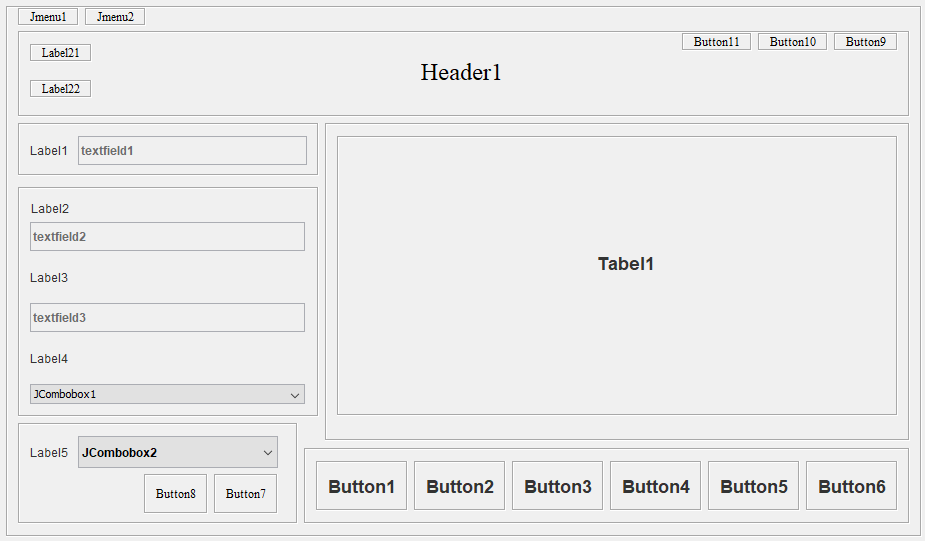 Jmenu1 Jmenu2
Label21 Button11 Button10 Button9
Header1
Label22
Label1 textfield1
Label2
textfield2
Label3
textfield3
Label4
JCombobox1
Tabel1
Label5 JCombobox2
Button8 Button7
Button1 Button2 Button3 Button4 Button5 Button6